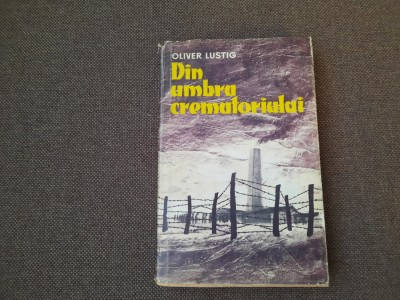 OLIVER LUSTIG
Din
umbra
crematoriului